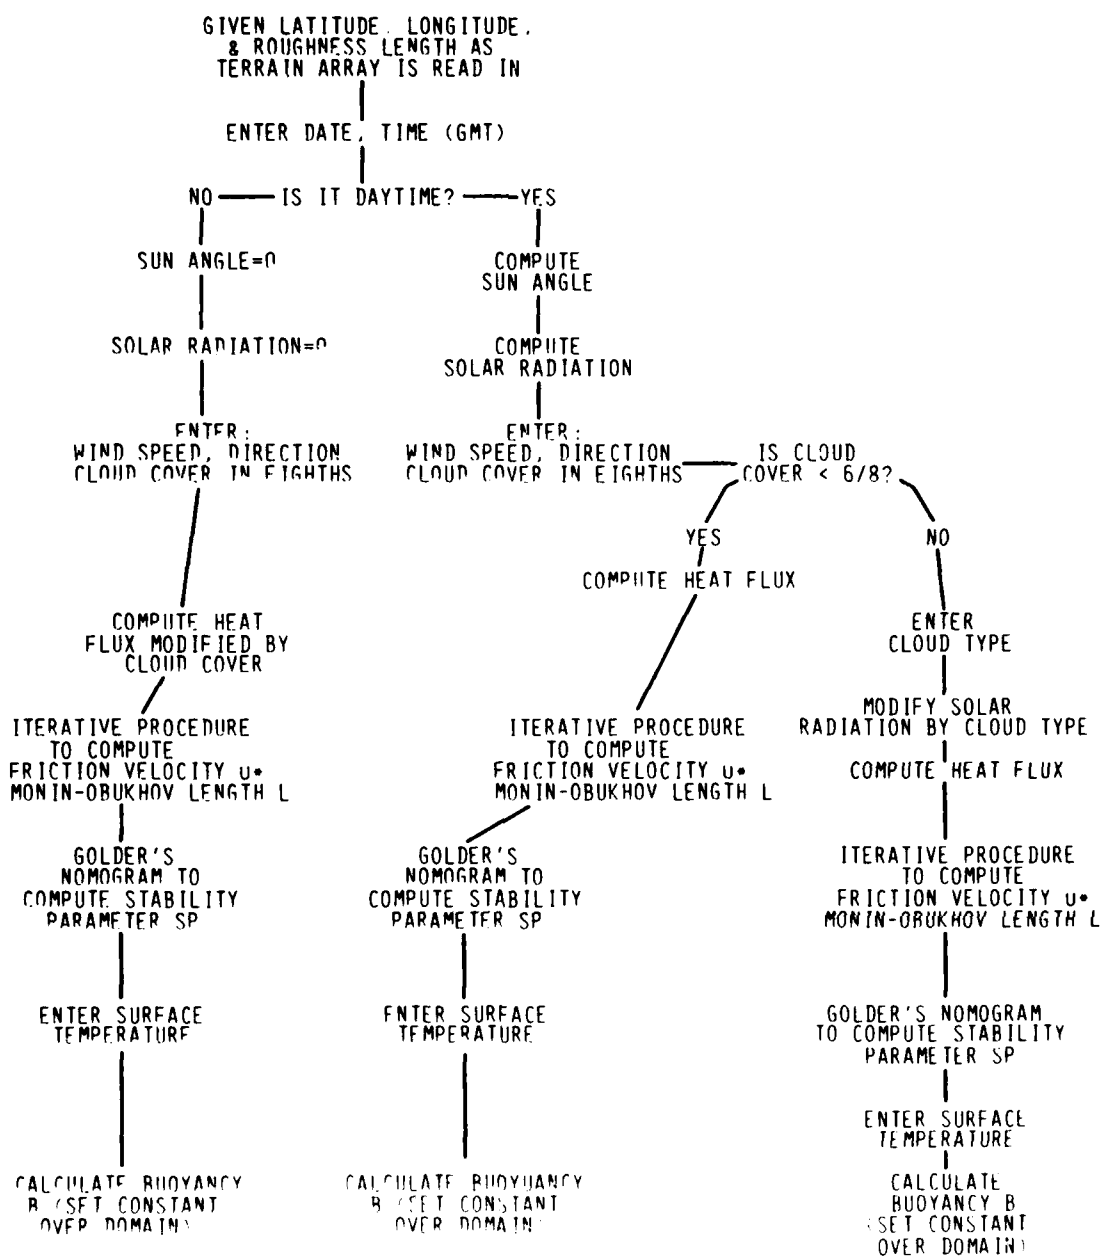 GIVEN LATITUDE, LONGITUDE,
& ROUGHNESS LENGTH AS
TERRAIN ARRAY IS READ IN
ENTER DATE, TIME (GMT)
NO
IS IT DAYTIME?
YES
SUN ANGLE=0
SOLAR RADIATION=0
ENTER:
WIND SPEED, DIRECTION
CLOUD COVER IN EIGHTHS
COMPUTE HEAT
FLUX MODIFIED BY
CLOUD COVER
ITERATIVE PROCEDURE
TO COMPUTE
FRICTION VELOCITY u*
MONIN-OBUKHOV LENGTH L
GOLDER'S
NOMOGRAM TO
COMPUTE STABILITY
PARAMETER SP
ENTER SURFACE
TEMPERATURE
CALCULATE BUOYANCY
B (SET CONSTANT
OVER DOMAIN)
COMPUTE
SUN ANGLE
COMPUTE
SOLAR RADIATION
ENTER:
WIND SPEED, DIRECTION
CLOUD COVER IN EIGHTHS
IS CLOUD
COVER < 6/8?
YES
COMPUTE HEAT FLUX
ITERATIVE PROCEDURE
TO COMPUTE
FRICTION VELOCITY u*
MONIN-OBUKHOV LENGTH L
GOLDER'S
NOMOGRAM TO
COMPUTE STABILITY
PARAMETER SP
ENTER SURFACE
TEMPERATURE
CALCULATE BUOYUANCY
B (SET CONSTANT
OVER DOMAIN)
NO
ENTER
CLOUD TYPE
MODIFY SOLAR
RADIATION BY CLOUD TYPE
COMPUTE HEAT FLUX
ITERATIVE PROCEDURE
TO COMPUTE
FRICTION VELOCITY u*
MONIN-OBUKHOV LENGTH L
GOLDER'S NOMOGRAM
TO COMPUTE STABILITY
PARAMETER SP
ENTER SURFACE
TEMPERATURE
CALCULATE
BUOYANCY B
(SET CONSTANT
OVER DOMAIN)